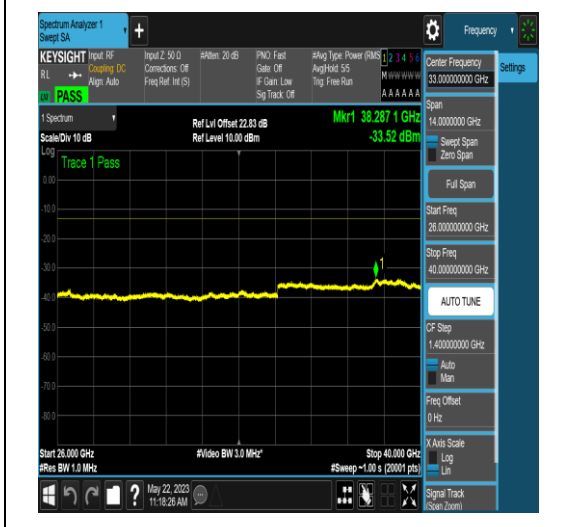 Spectrum Analyzer 1
Swept SA
Frequency
KEYSIGHT
RL
PASS
Input: RF
Coupling: DC
Align: Auto
Input Z: 50 Ω
Corrections: Off
Freq Ref: Int (S)
#Atten: 20 dB
PNO: Fast
Gate: Off
IF Gain: Low
Sig Track: Off
#Avg Type: Power (RMS)
Avg|Hold: 5/5
Trig: Free Run
1 2 3 4 5 6
M W W W W W
A A A A A A
1 Spectrum
Scale/Div 10 dB
Ref Lvl Offset 22.83 dB
Ref Level 10.00 dBm
Mkr1 38.287 1 GHz
-33.52 dBm
Log
Trace 1 Pass
0.00
-10.0
-20.0
-30.0
-40.0
-50.0
-60.0
-70.0
-80.0
1
Start 26.000 GHz
#Res BW 1.0 MHz
#Video BW 3.0 MHz*
Stop 40.000 GHz
#Sweep ~1.00 s (20001 pts)
?
May 22, 2023
11:18:26 AM
Center Frequency
33.000000000 GHz
Settings
Span
14.0000000 GHz
Swept Span
Zero Span
Full Span
Start Freq
26.000000000 GHz
Stop Freq
40.000000000 GHz
AUTO TUNE
CF Step
1.400000000 GHz
Auto
Man
Freq Offset
0 Hz
X Axis Scale
Log
Lin
Signal Track
(Span Zoom)